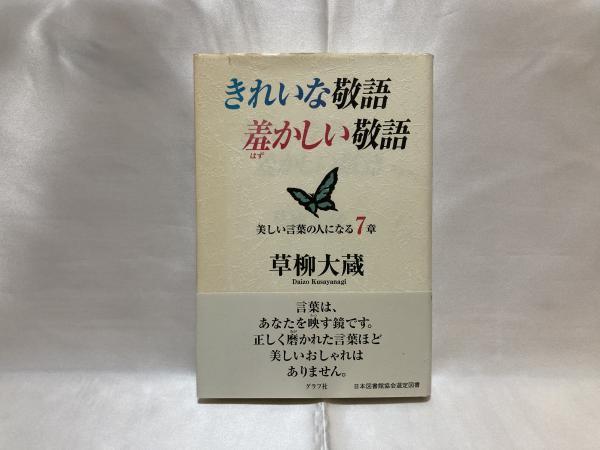 きれいな敬語
羞かしい敬語
はず
美しい言葉の人になる7章
草柳大蔵
Daizo Kusayanagi
言葉は、
あなたを映す鏡です。
正しく磨かれた言葉ほど
美しいおしゃれは
ありません。
グラフ社
日本図書館協会選定図書